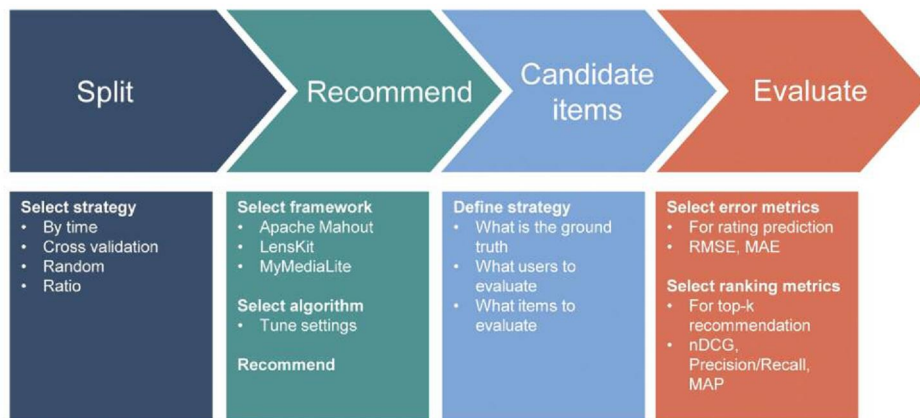 Split
Recommend
Candidate
items
Evaluate
Select strategy
• By time
• Cross validation
• Random
• Ratio
Select framework
• Apache Mahout
• LensKit
• MyMediaLite
Select algorithm
• Tune settings
Recommend
Define strategy
• What is the ground
truth
• What users to
evaluate
• What items to
evaluate
Select error metrics
• For rating prediction
• RMSE, MAE
Select ranking metrics
• For top-k
recommendation
• nDCG,
Precision/Recall,
MAP